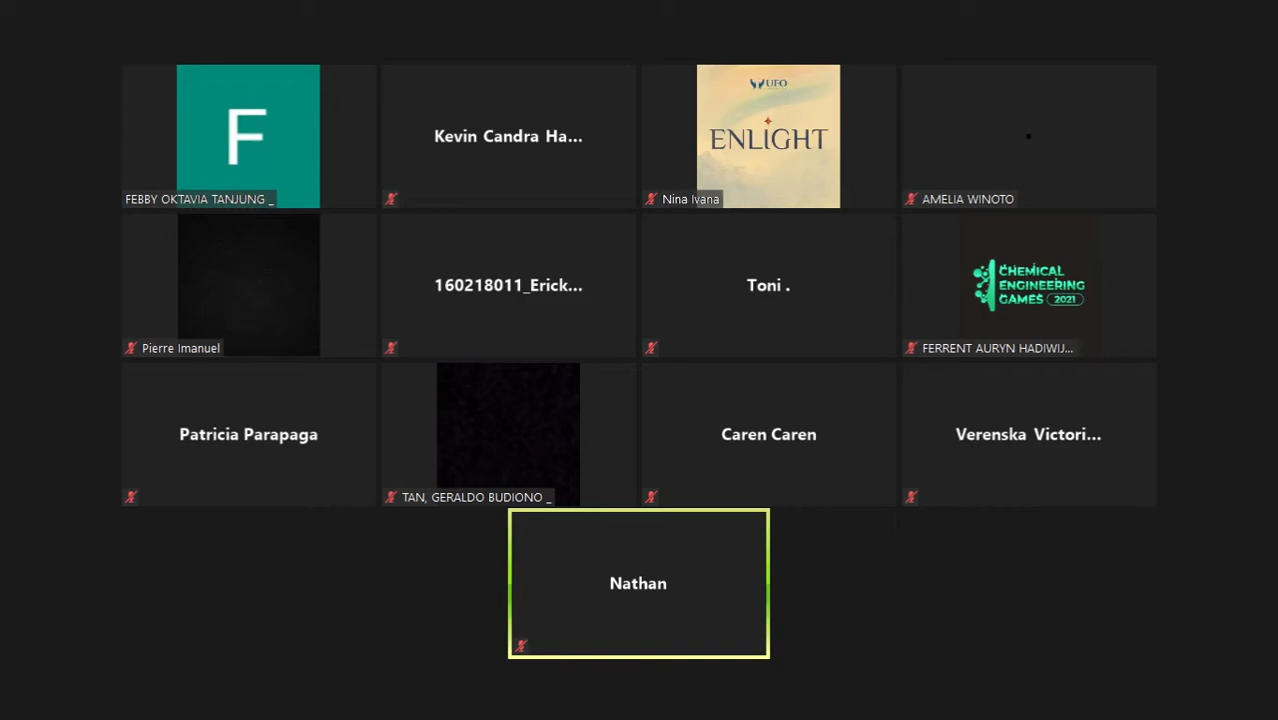 F
FEBBY OKTAVIA TANJUNG _
Kevin Candra Ha...
UFO
ENLIGHT
Nina Ivana
AMELIA WINOTO
Pierre Imanuel
160218011_Erick...
Toni .
CHEMICAL
ENGINEERING
GAMES 2021
FERRENT AURYN HADIWIJ...
Patricia Parapaga
TAN, GERALDO BUDIONO _
Caren Caren
Verenska Victori...
Nathan